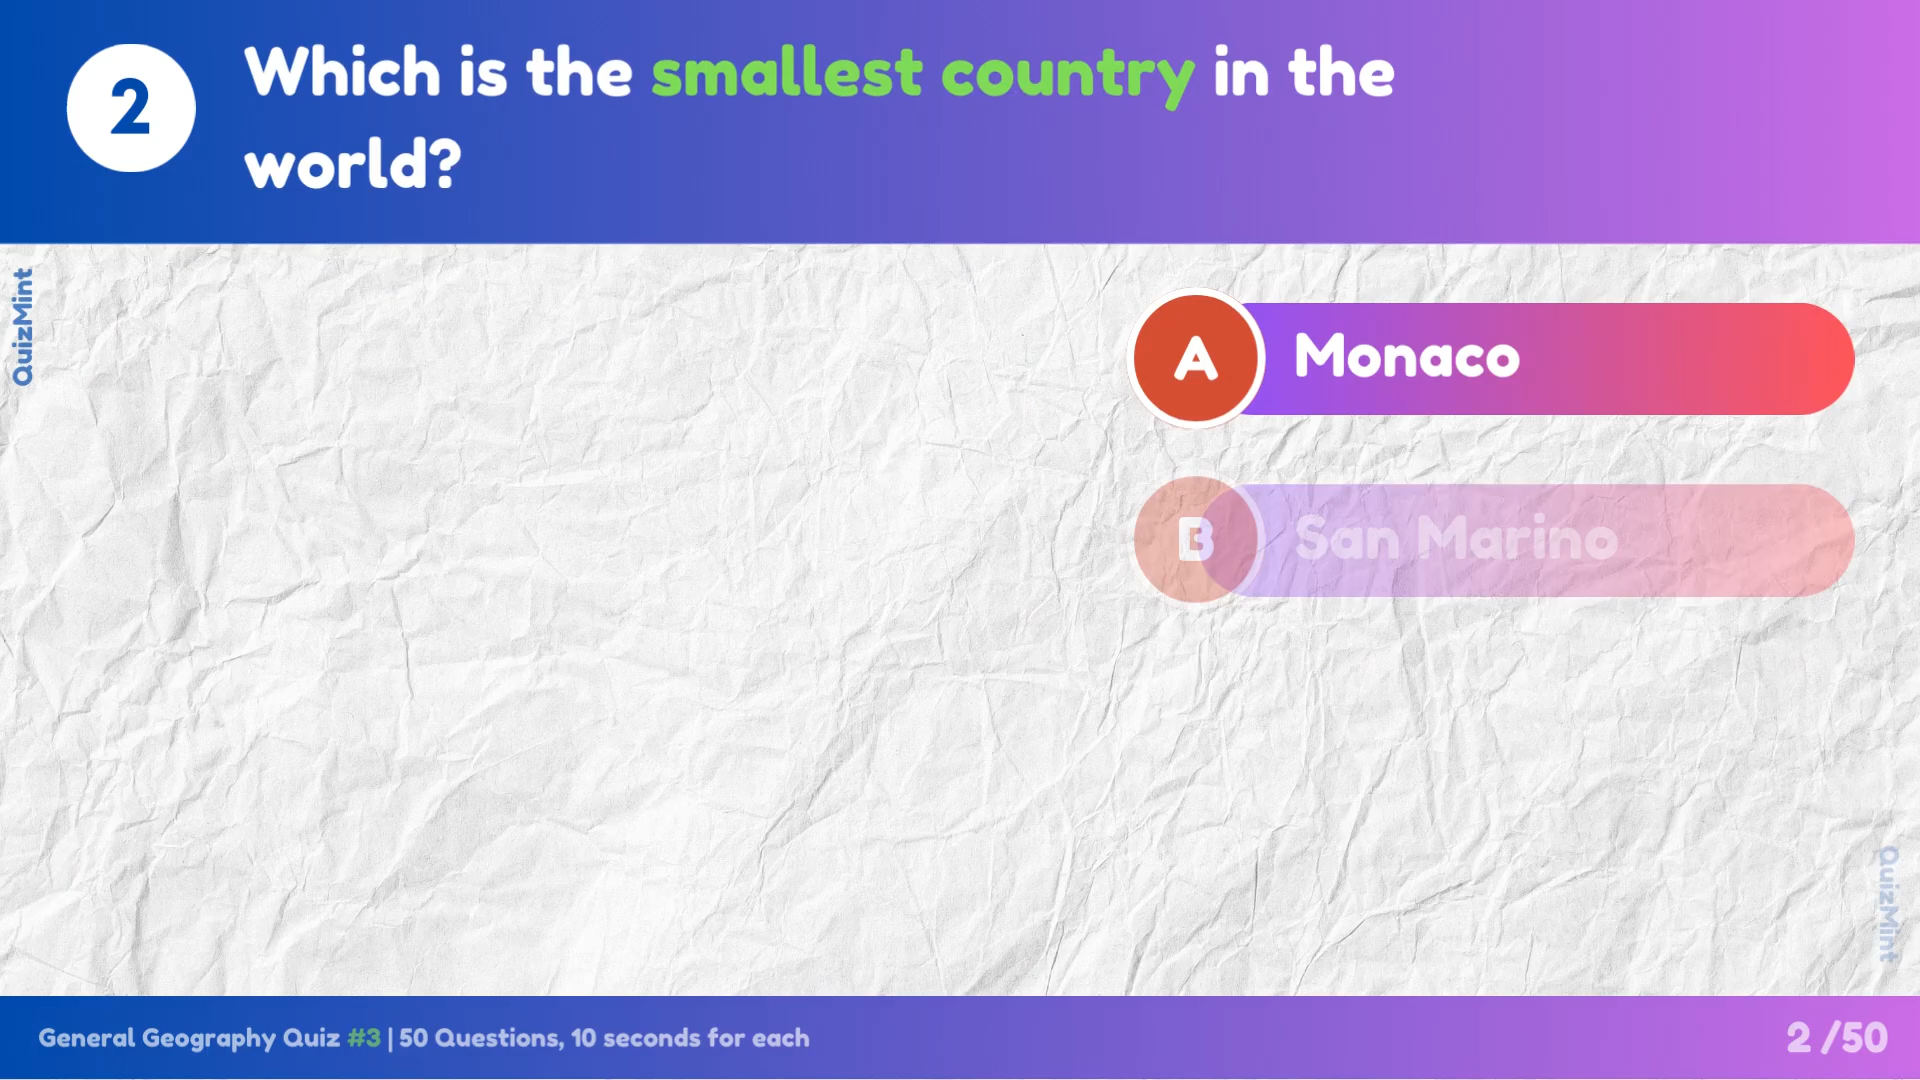 2
Which is the smallest country in the
world?
QuizMint
A Monaco
B San Marino
QuizMint
General Geography Quiz #3 | 50 Questions, 10 seconds for each
2 /50